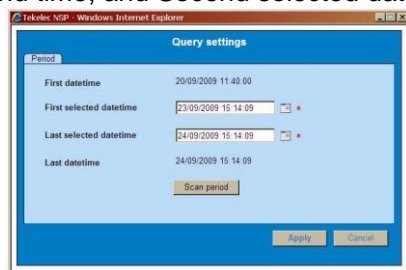 Tekelec NSP - Windows Internet Explorer
Query settings
Period
First datetime 20/09/2009 11:40:00
First selected datetime 23/09/2009 15:14:09 *
Last selected datetime 24/09/2009 15:14:09 *
Last datetime 24/09/2009 15:14:09
Scan period
Apply Cancel